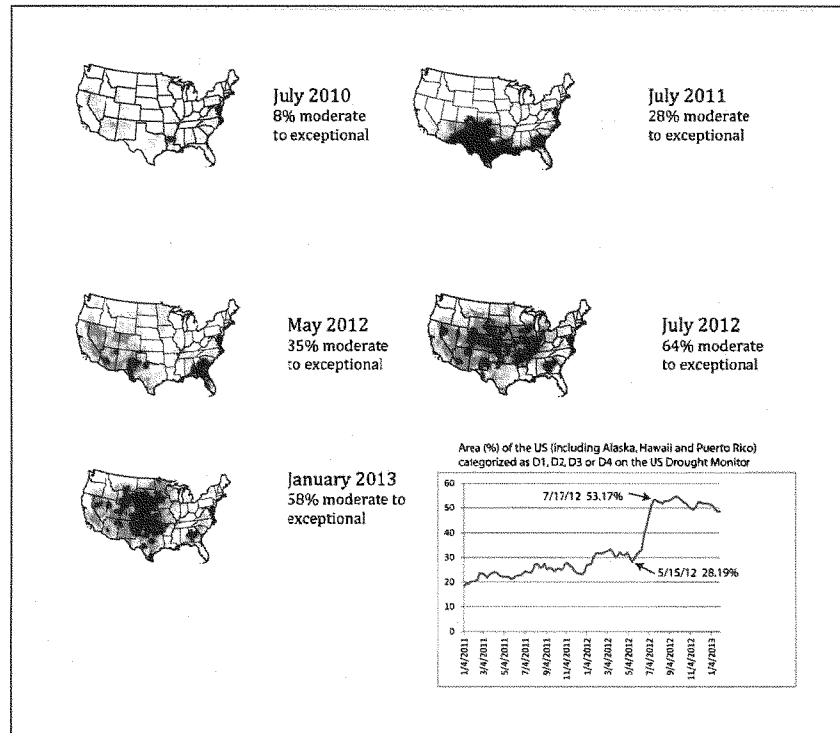 July 2010
8% moderate
to exceptional
July 2011
28% moderate
to exceptional
May 2012
35% moderate
to exceptional
July 2012
64% moderate
to exceptional
January 2013
58% moderate to
exceptional
Area (%) of the US (including Alaska, Hawaii and Puerto Rico)
categorized as D1, D2, D3 or D4 on the US Drought Monitor
60
50
40
30
20
10
0
7/17/12 53.17%
5/15/12 28.19%
1/4/2011
3/4/2011
5/4/2011
7/4/2011
9/4/2011
11/4/2011
1/4/2012
3/4/2012
5/4/2012
7/4/2012
9/4/2012
11/4/2012
1/4/2013